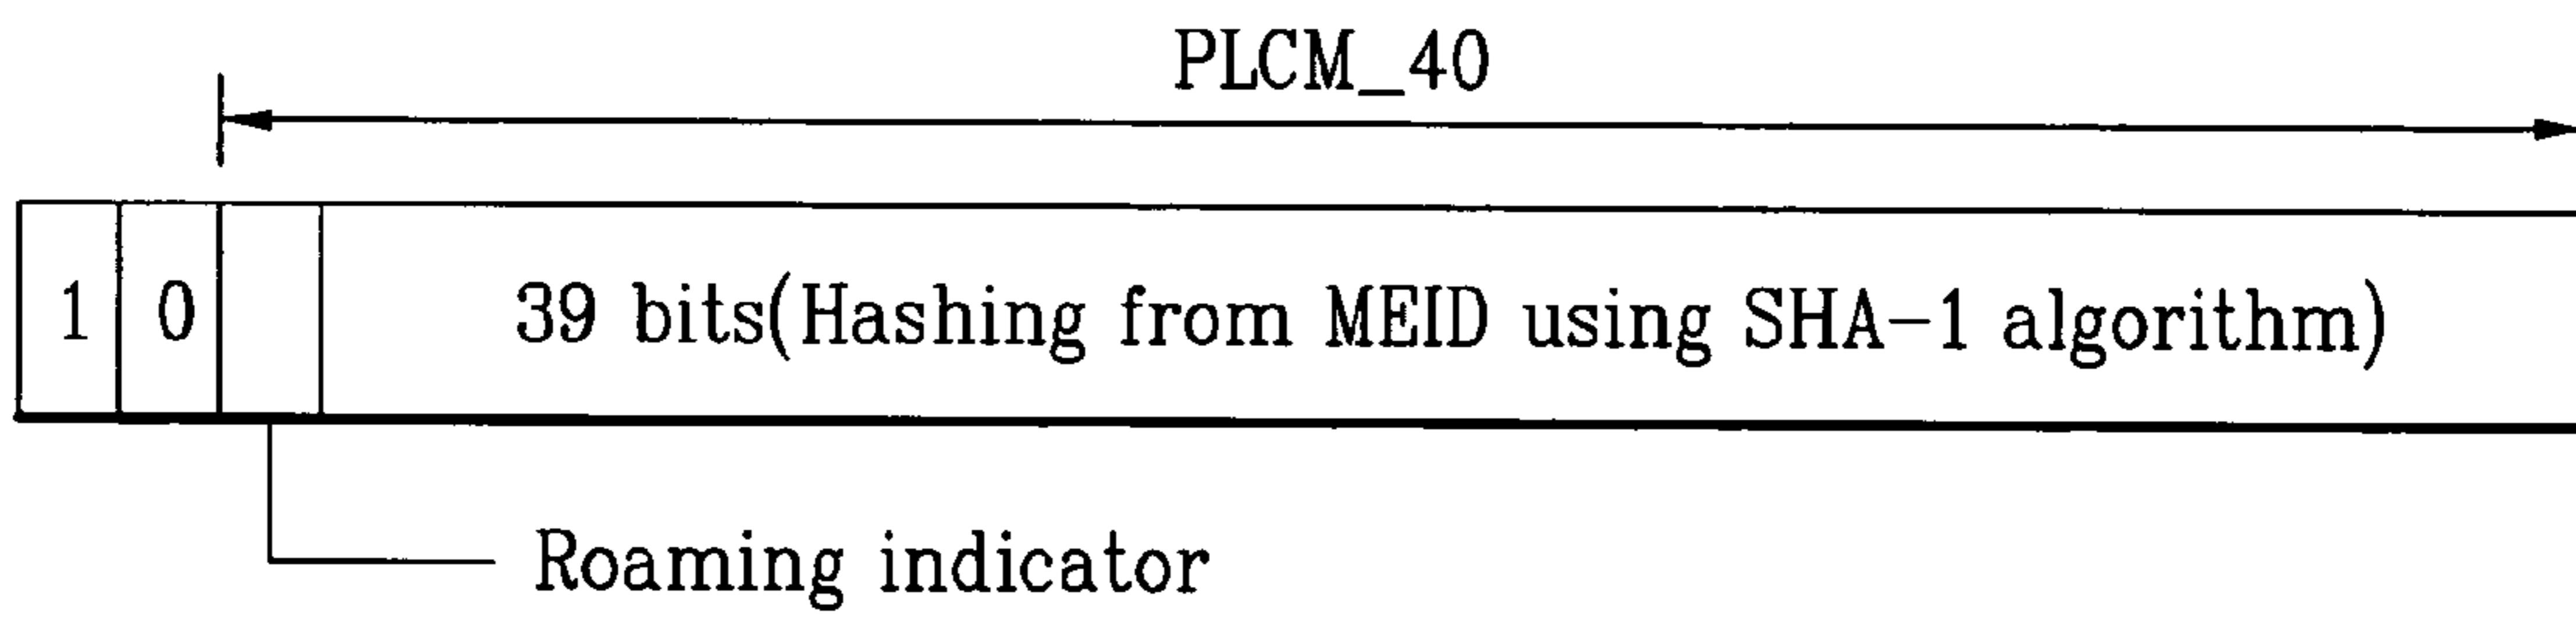 PLCM_40
1 0 39 bits(Hashing from MEID using SHA-1 algorithm)
Roaming indicator